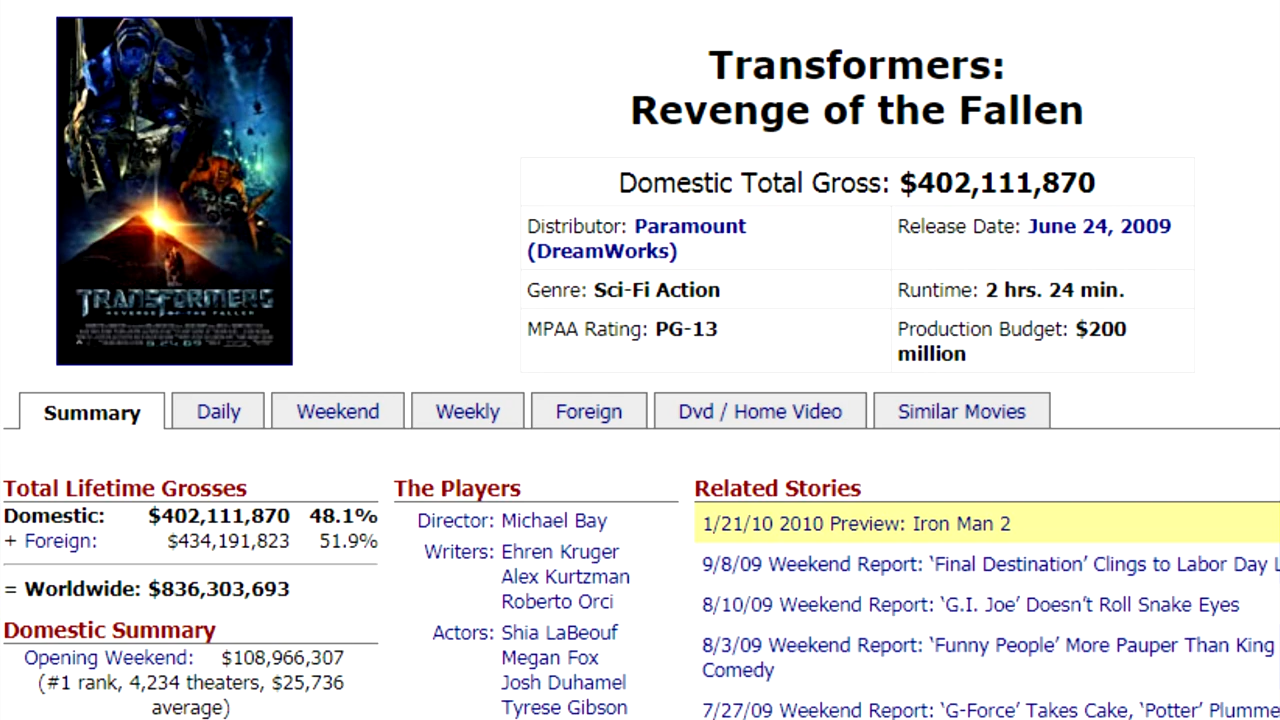 Transformers:
Revenge of the Fallen
Domestic Total Gross: $402,111,870
Distributor: Paramount
(DreamWorks)
Release Date: June 24, 2009
Genre: Sci-Fi Action
Runtime: 2 hrs. 24 min.
MPAA Rating: PG-13
Production Budget: $200
million
TRANSFORMERS
REVENGE OF THE FALLEN
Summary
Daily
Weekend
Weekly
Foreign
Dvd / Home Video
Similar Movies
Total Lifetime Grosses
Domestic: $402,111,870 48.1%
+ Foreign: $434,191,823 51.9%
= Worldwide: $836,303,693
Domestic Summary
Opening Weekend: $108,966,307
(#1 rank, 4,234 theaters, $25,736
average)
The Players
Director: Michael Bay
Writers: Ehren Kruger
Alex Kurtzman
Roberto Orci
Actors: Shia LaBeouf
Megan Fox
Josh Duhamel
Tyrese Gibson
Related Stories
1/21/10 2010 Preview: Iron Man 2
9/8/09 Weekend Report: ‘Final Destination’ Clings to Labor Day L
8/10/09 Weekend Report: ‘G.I. Joe’ Doesn’t Roll Snake Eyes
8/3/09 Weekend Report: ‘Funny People’ More Pauper Than King
Comedy
7/27/09 Weekend Report: ‘G-Force’ Takes Cake, ‘Potter’ Plumme